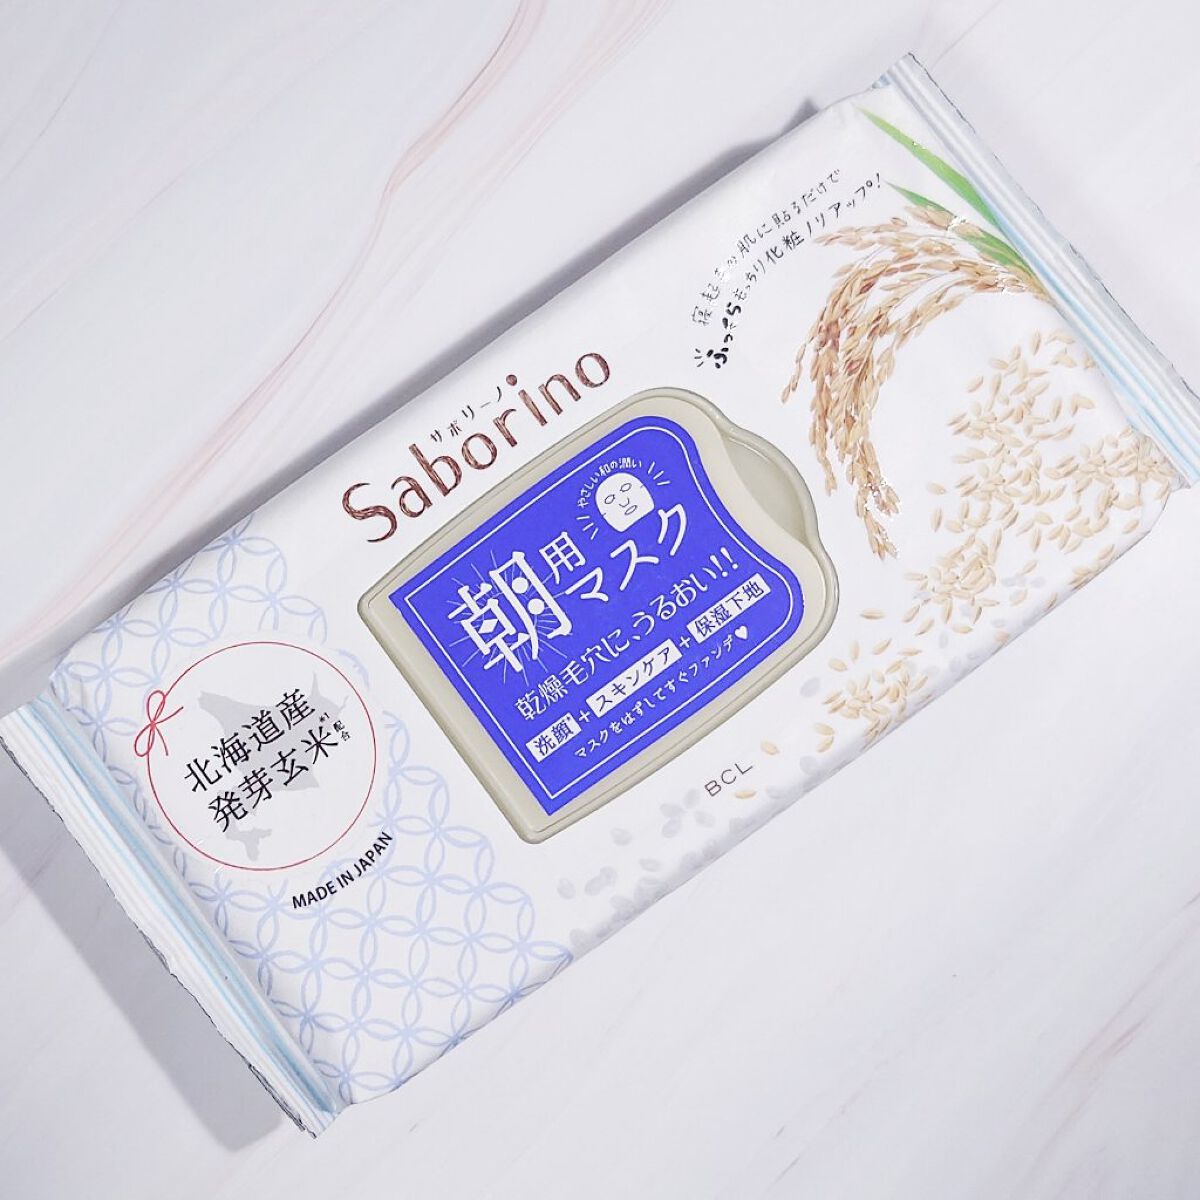 寝起きの肌に貼るだけで
ふっくらもっちり化粧ノリアップ!
サボリーノ
Saborino
やさしい和の潤い
朝用マスク
乾燥毛穴に、うるおい!!
洗顔*+スキンケア+保湿下地
マスクをはずしてすぐファンデ♥
北海道産
発芽玄米*1
配合
MADE IN JAPAN
BCL